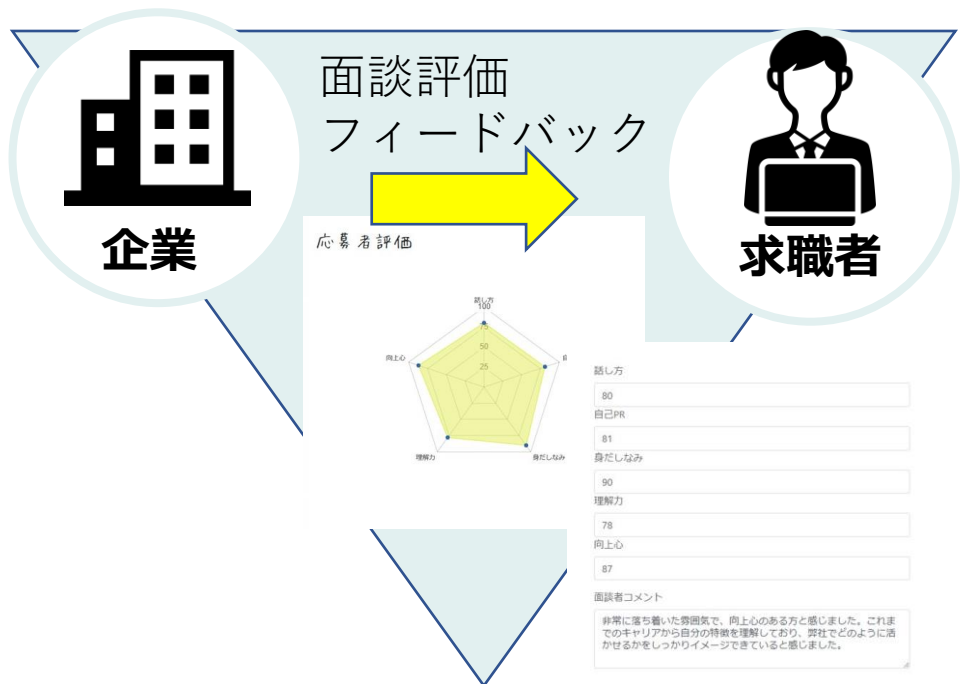 面談評価
フィードバック
企業
求職者
応募者評価
話し方
100
75
50
25
向上心
理解力
身だしなみ
話し方
80
自己PR
81
身だしなみ
90
理解力
78
向上心
87
面談者コメント
非常に落ち着いた雰囲気で、向上心のある方と感じました。これま
でのキャリアから自分の特徴を理解しており、弊社でどのように活
かせるかをしっかりイメージできていると感じました。